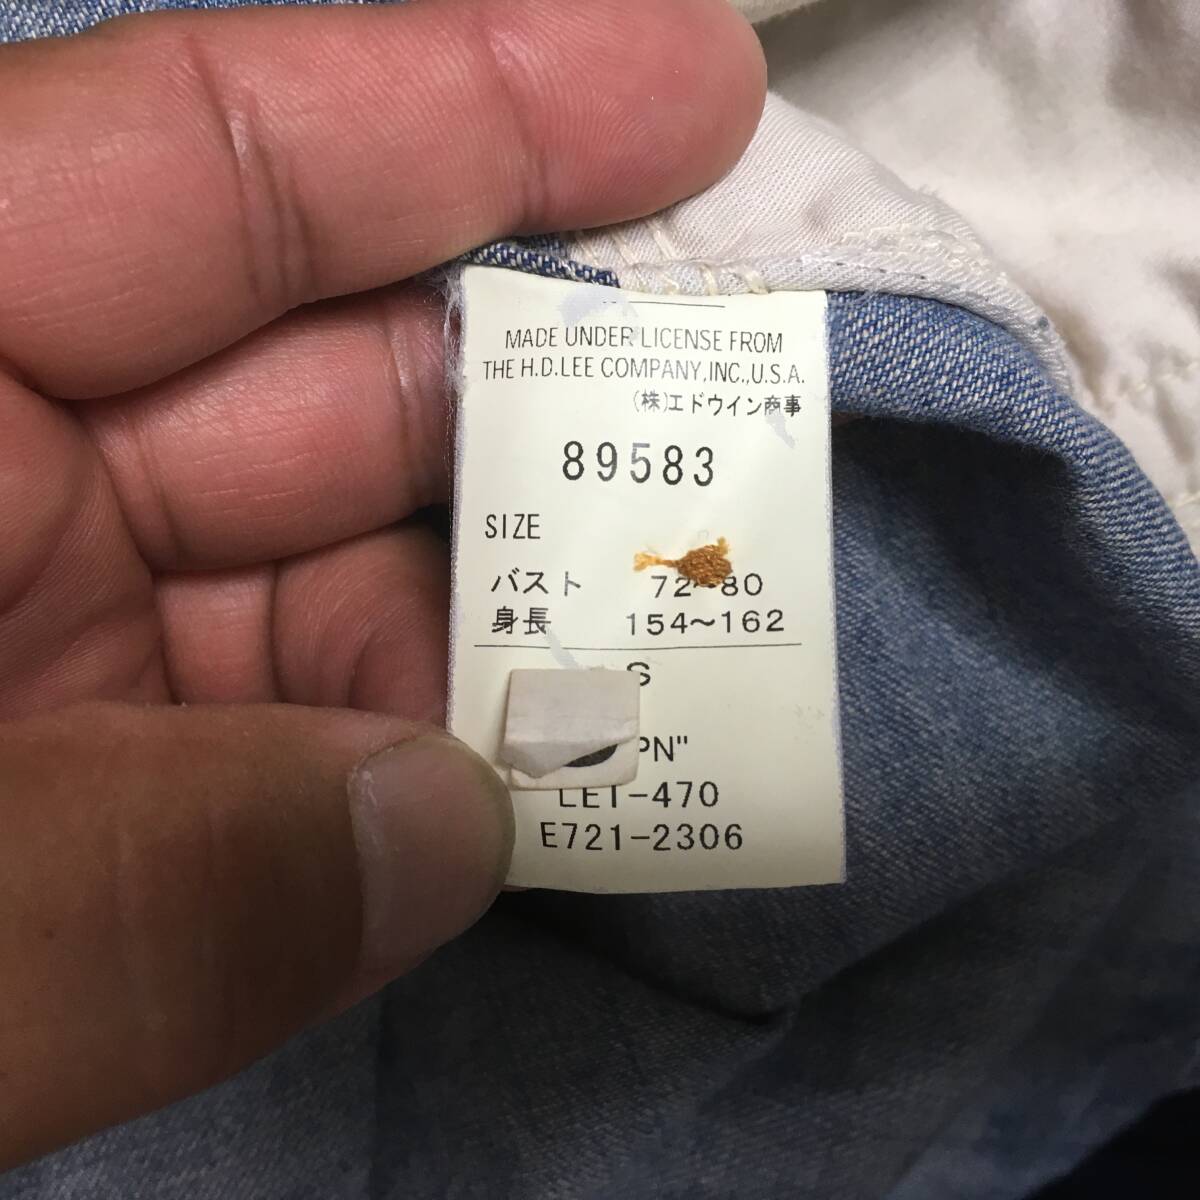 MADE UNDER LICENSE FROM
THE H.D.LEE COMPANY,INC.,U.S.A.
(株)エドウイン商事
89583
SIZE
バスト 72~80
身長 154~162
S
PN"
LET-470
E721-2306